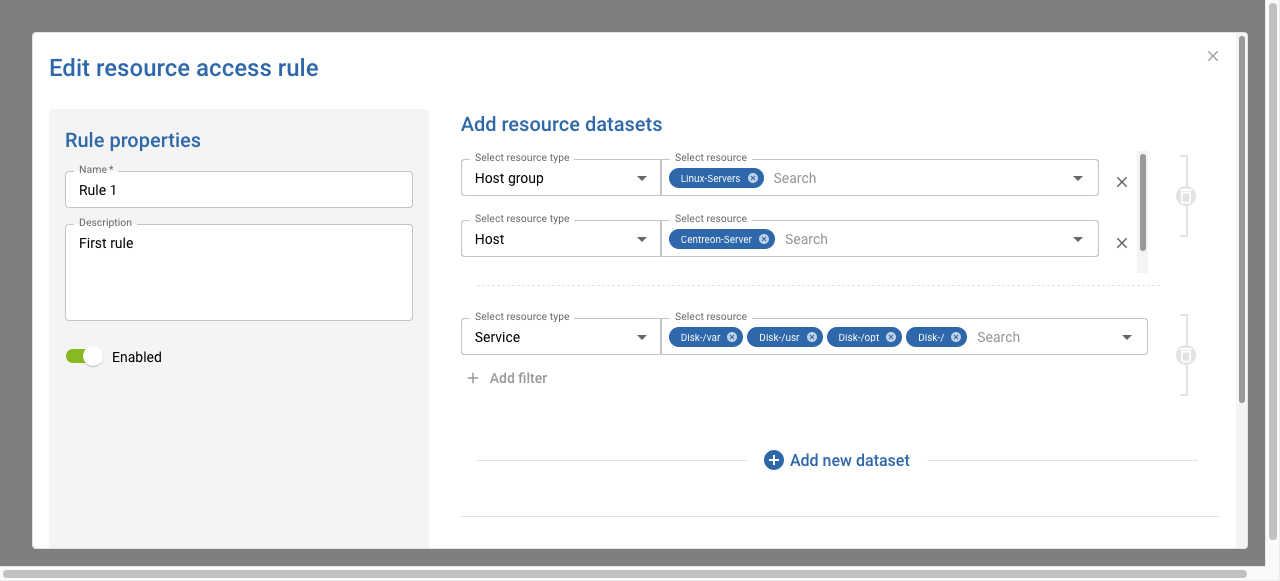 Edit resource access rule
Rule properties
Name *
Rule 1
Description
First rule
Enabled
Add resource datasets
Select resource type Select resource
Host group Linux-Servers Search
Select resource type Select resource
Host Centreon-Server Search
Select resource type Select resource
Service Disk-/var Disk-/usr Disk-/opt Disk-/ Search
Add filter
Add new dataset